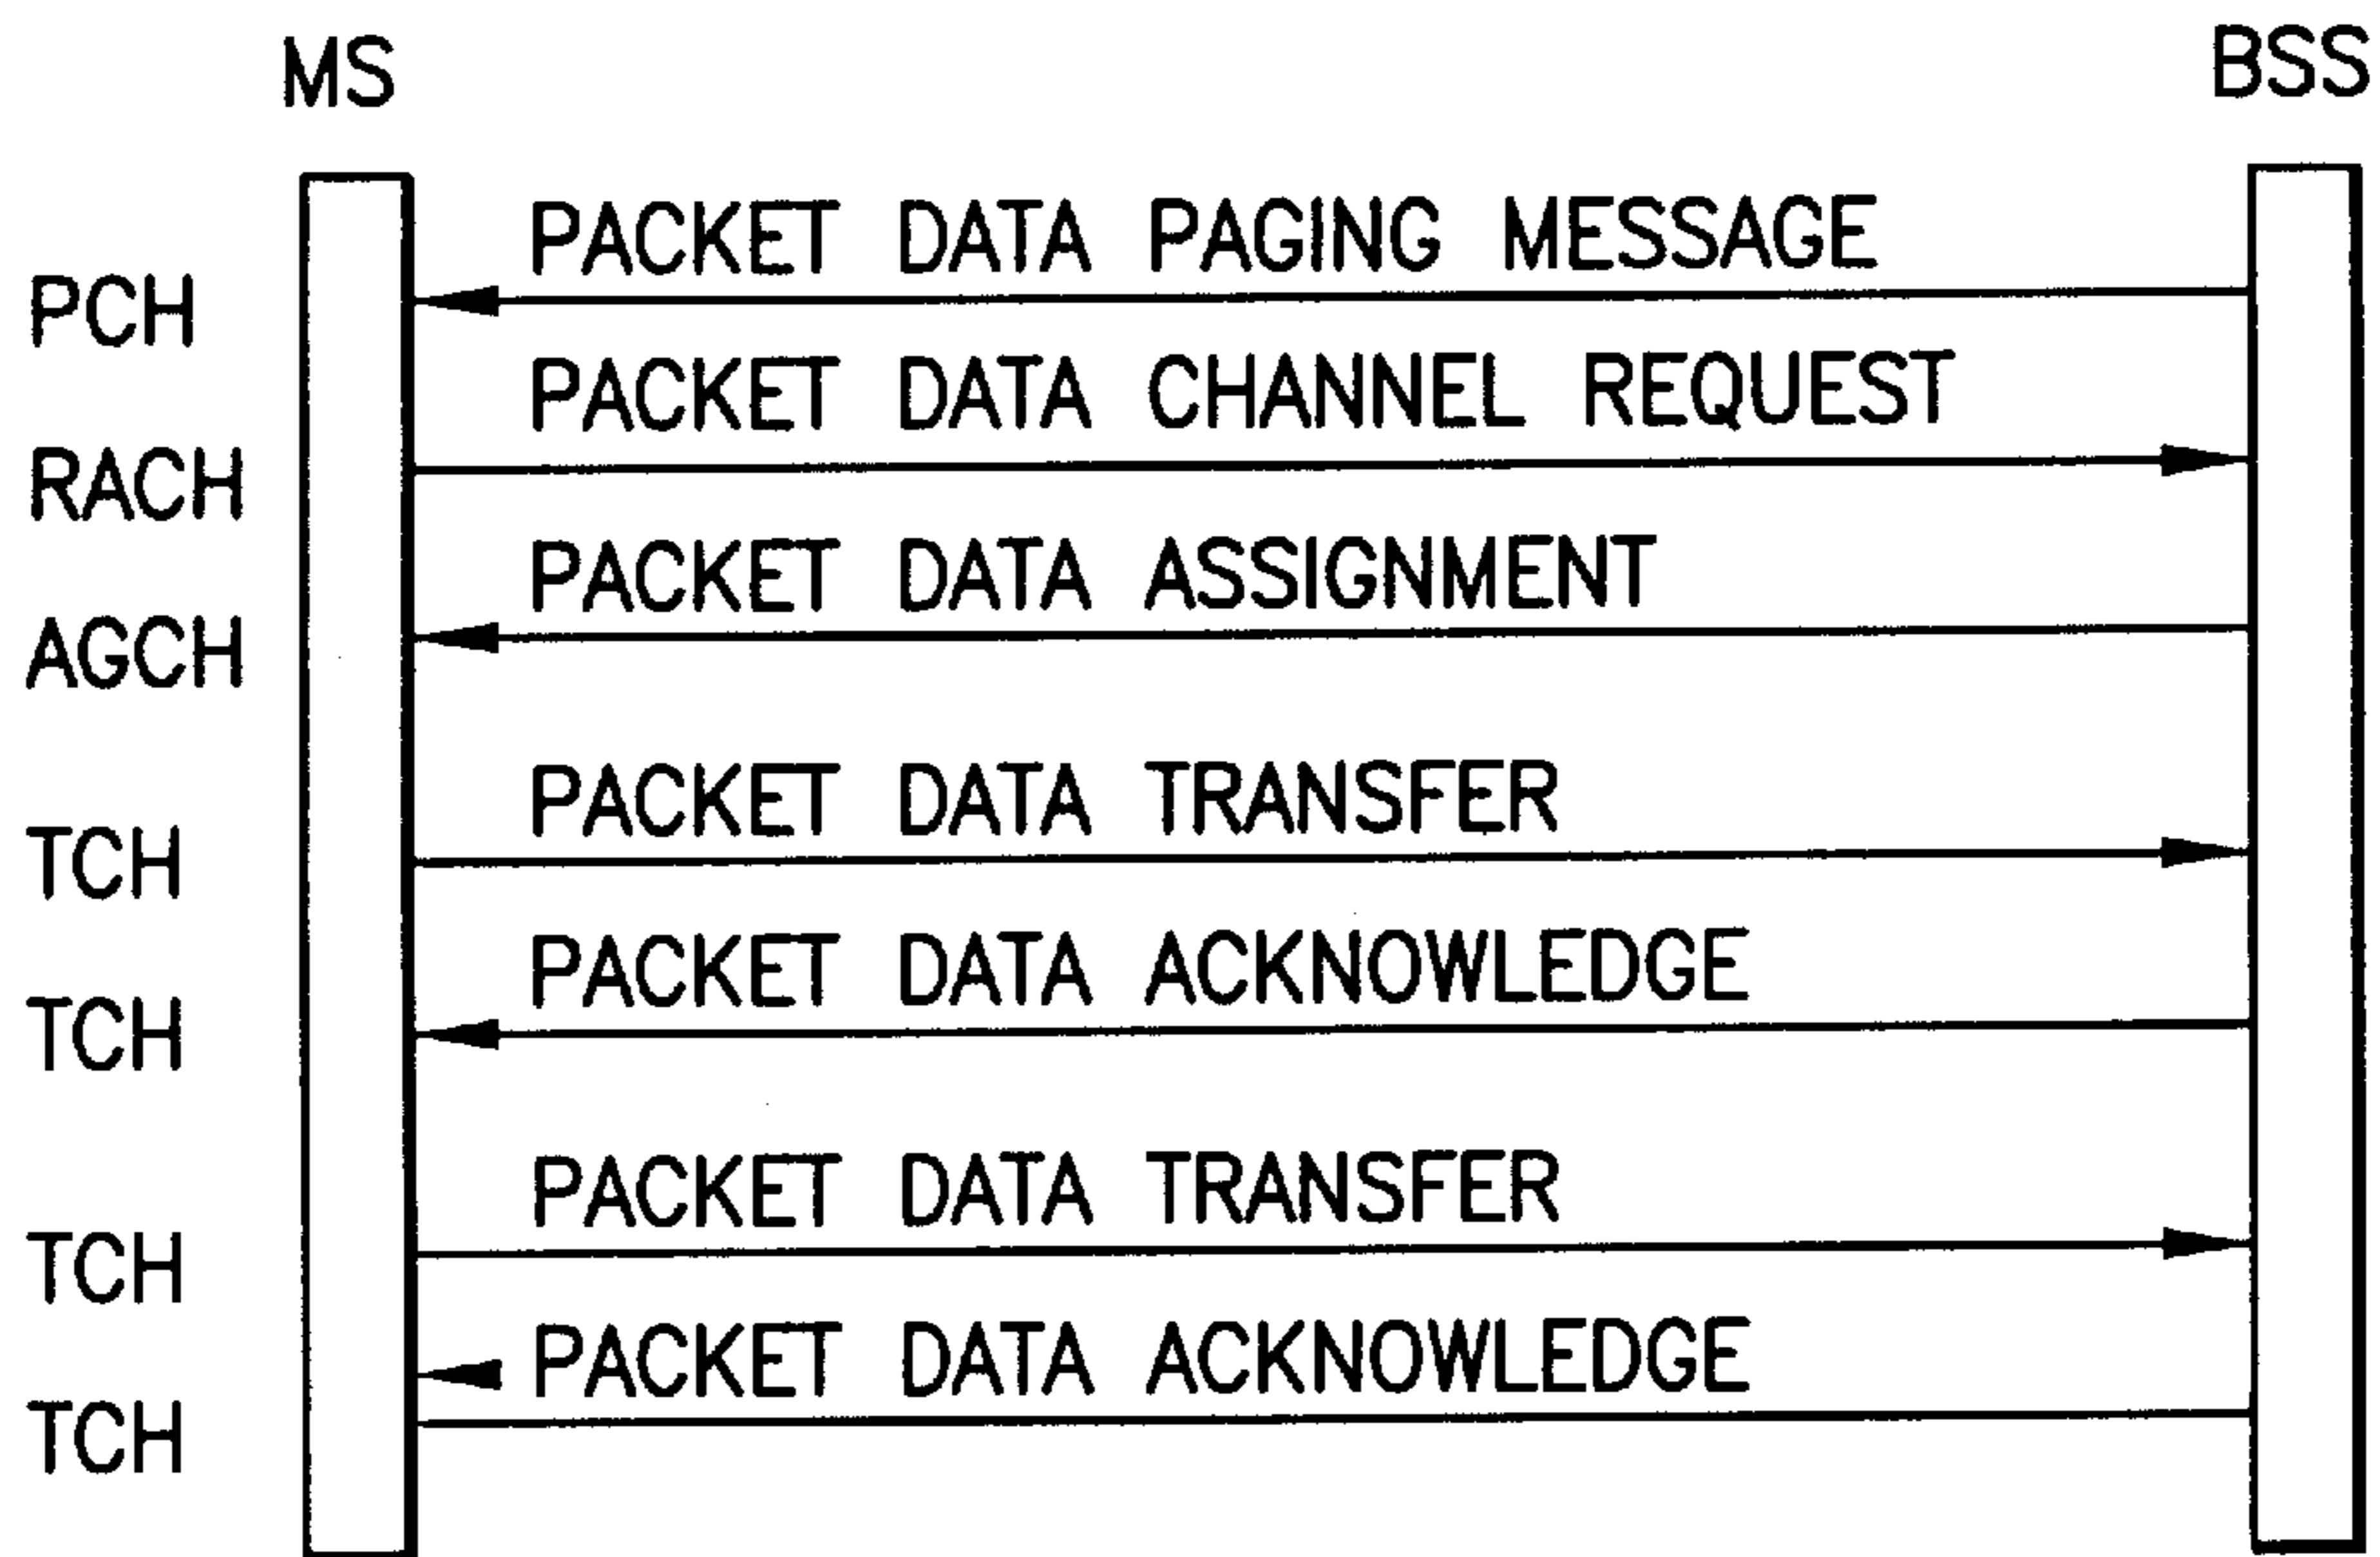 MS
BSS
PACKET DATA PAGING MESSAGE
PCH
PACKET DATA CHANNEL REQUEST
RACH
PACKET DATA ASSIGNMENT
AGCH
PACKET DATA TRANSFER
TCH
PACKET DATA ACKNOWLEDGE
TCH
PACKET DATA TRANSFER
TCH
PACKET DATA ACKNOWLEDGE
TCH